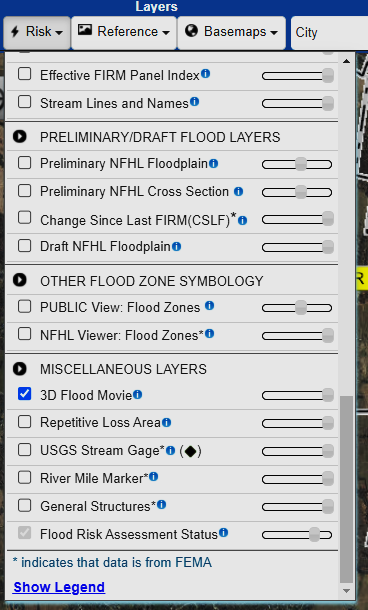 Layers
Risk Reference Basemaps City
Effective FIRM Panel Index
Stream Lines and Names
PRELIMINARY/DRAFT FLOOD LAYERS
Preliminary NFHL Floodplain
Preliminary NFHL Cross Section
Change Since Last FIRM(CSLF)*
Draft NFHL Floodplain
OTHER FLOOD ZONE SYMBOLOGY
PUBLIC View: Flood Zones
R
NFHL Viewer: Flood Zones*
MISCELLANEOUS LAYERS
3D Flood Movie
Repetitive Loss Area
USGS Stream Gage* (◆)
River Mile Marker*
General Structures*
Flood Risk Assessment Status
* indicates that data is from FEMA
Show Legend